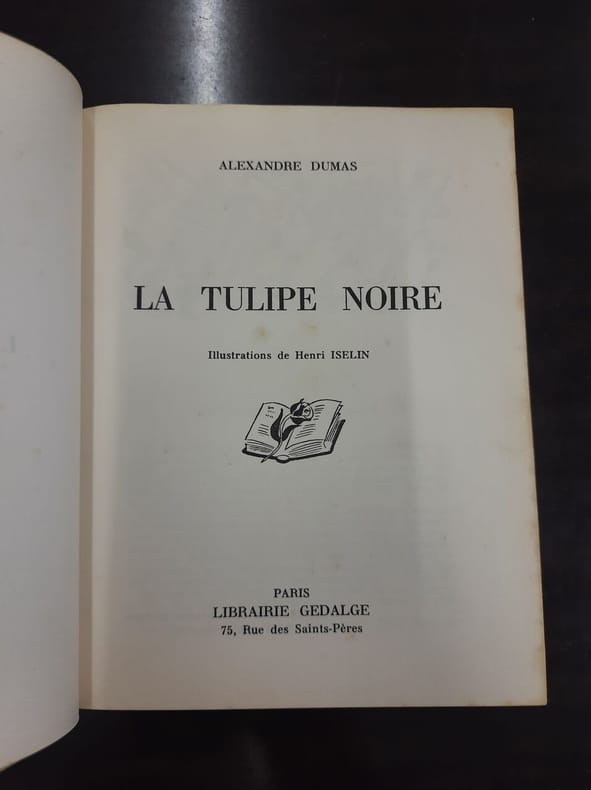 ALEXANDRE DUMAS
LA TULIPE NOIRE
Illustrations de Henri ISELIN
PARIS
LIBRAIRIE GEDALGE
75, Rue des Saints-Pères